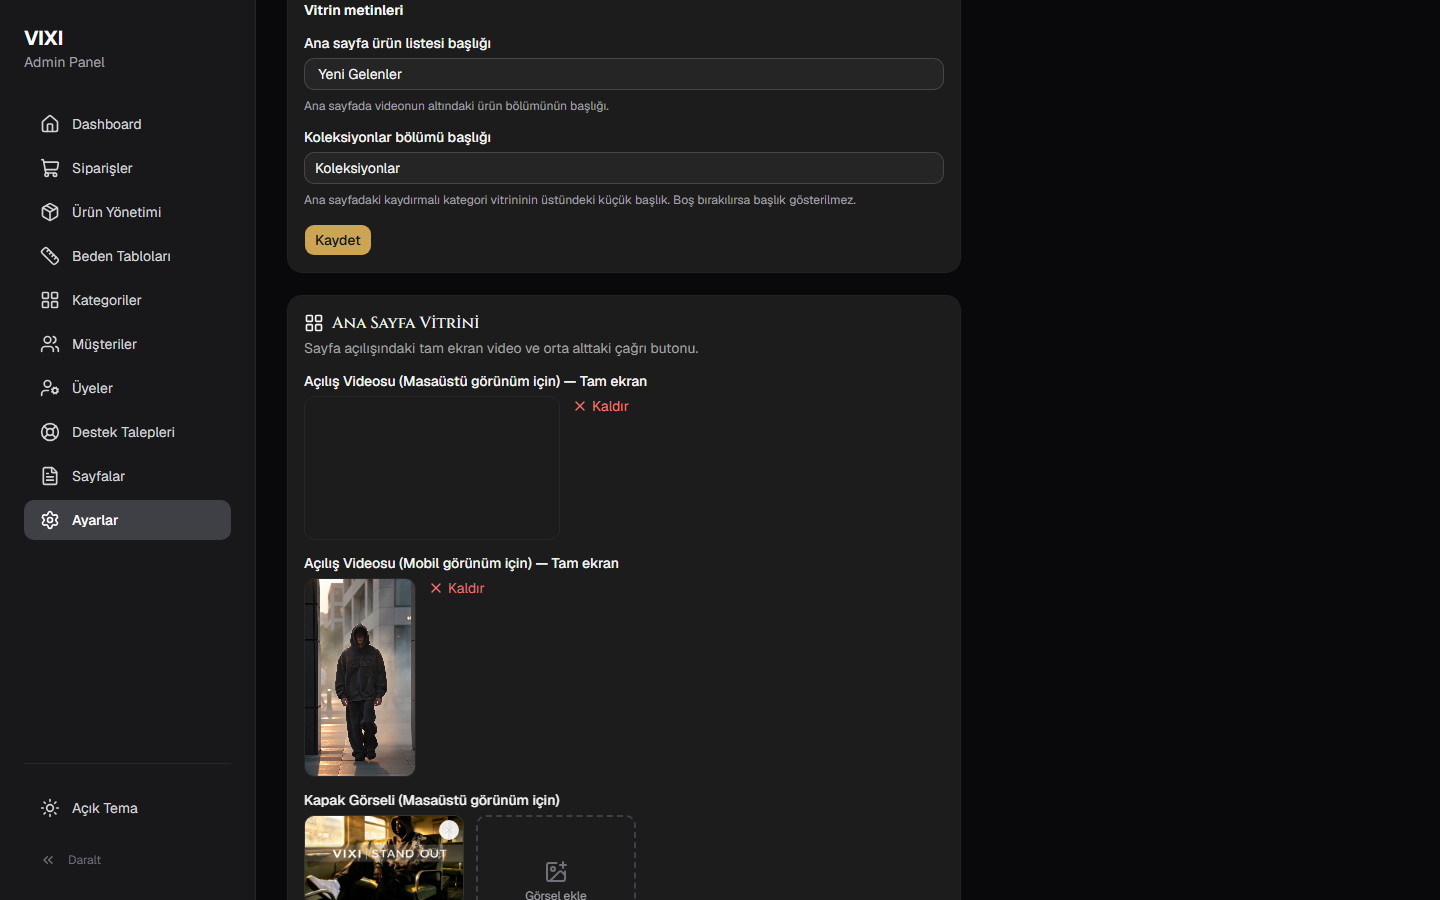 VIXI
Admin Panel
Dashboard
Siparişler
Ürün Yönetimi
Beden Tabloları
Kategoriler
Müşteriler
Üyeler
Destek Talepleri
Sayfalar
Ayarlar
Açık Tema
Daralt
Vitrin metinleri
Ana sayfa ürün listesi başlığı
Yeni Gelenler
Ana sayfada videonun altındaki ürün bölümünün başlığı.
Koleksiyonlar bölümü başlığı
Koleksiyonlar
Ana sayfadaki kaydırmalı kategori vitrininin üstündeki küçük başlık. Boş bırakılırsa başlık gösterilmez.
Kaydet
Ana Sayfa Vitrini
Sayfa açılışındaki tam ekran video ve orta alttaki çağrı butonu.
Açılış Videosu (Masaüstü görünüm için) — Tam ekran
Kaldır
Açılış Videosu (Mobil görünüm için) — Tam ekran
Kaldır
Kapak Görseli (Masaüstü görünüm için)
VIXI | STAND OUT
Görsel ekle